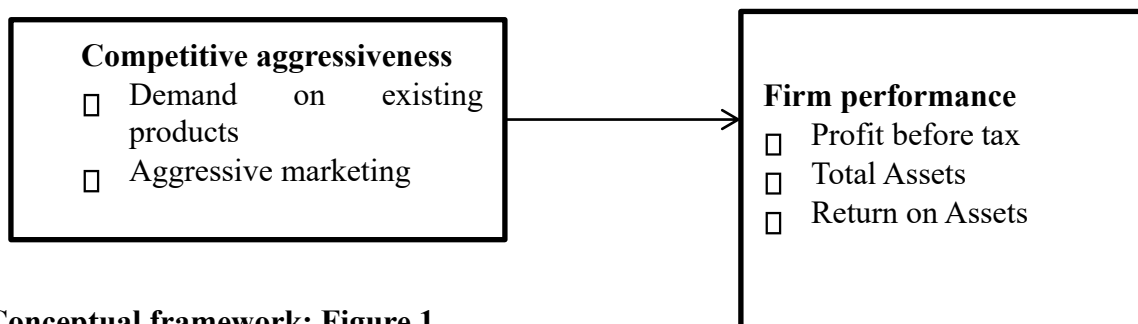 Competitive aggressiveness
Demand on existing
products
Aggressive marketing
Firm performance
Profit before tax
Total Assets
Return on Assets
Conceptual framework: Figure 1